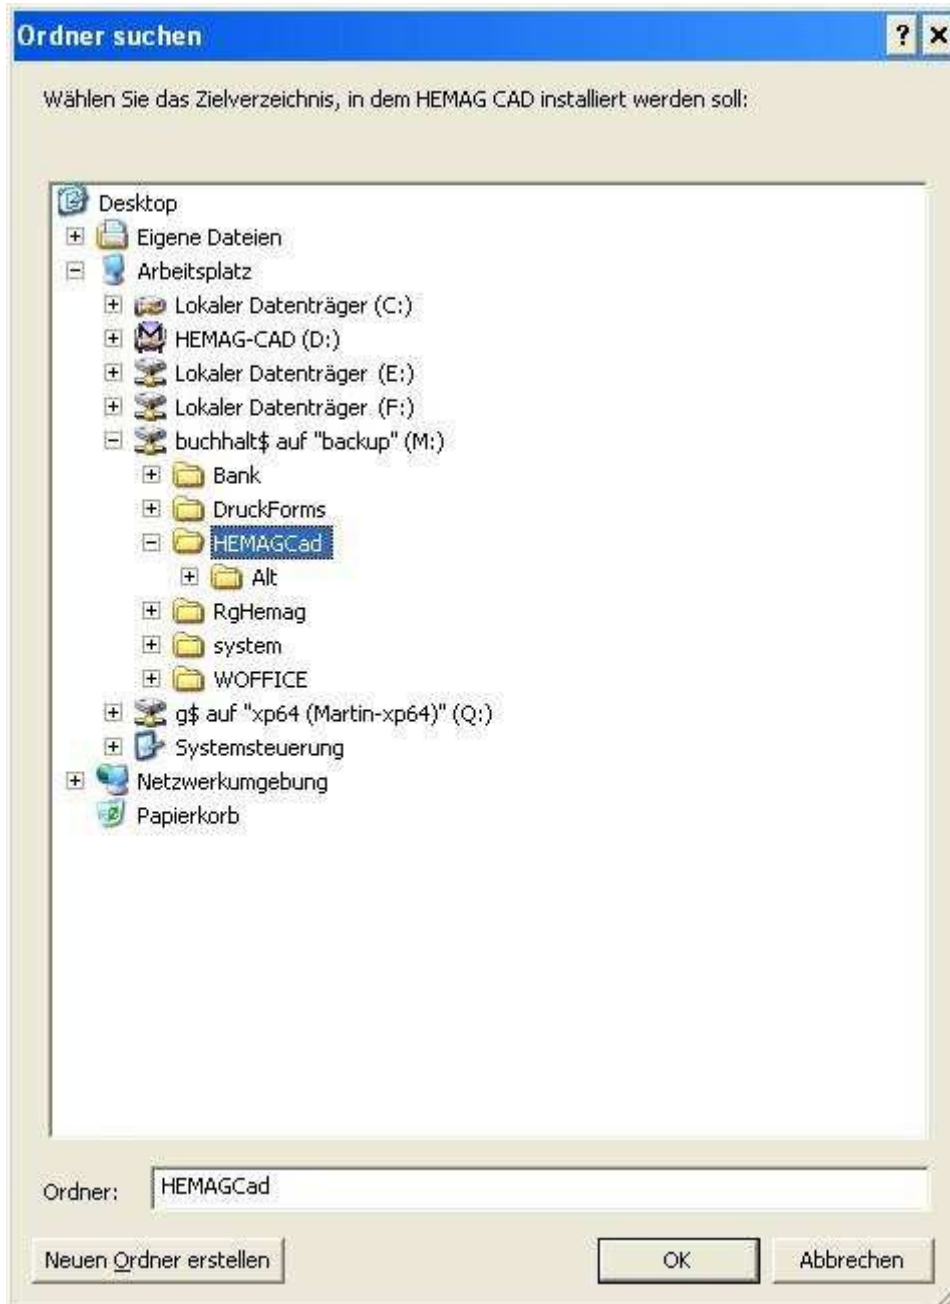 Ordner suchen
Wählen Sie das Zielverzeichnis, in dem HEMAG CAD installiert werden soll:
Desktop
Eigene Dateien
Arbeitsplatz
Lokaler Datenträger (C:)
HEMAG-CAD (D:)
Lokaler Datenträger (E:)
Lokaler Datenträger (F:)
buchhalt$ auf "backup" (M:)
Bank
DruckForms
HEMAGCad
Alt
RgHemag
system
WOFFICE
g$ auf "xp64 (Martin-xp64)" (Q:)
Systemsteuerung
Netzwerkumgebung
Papierkorb
Ordner: HEMAGCad
Neuen Ordner erstellen OK Abbrechen